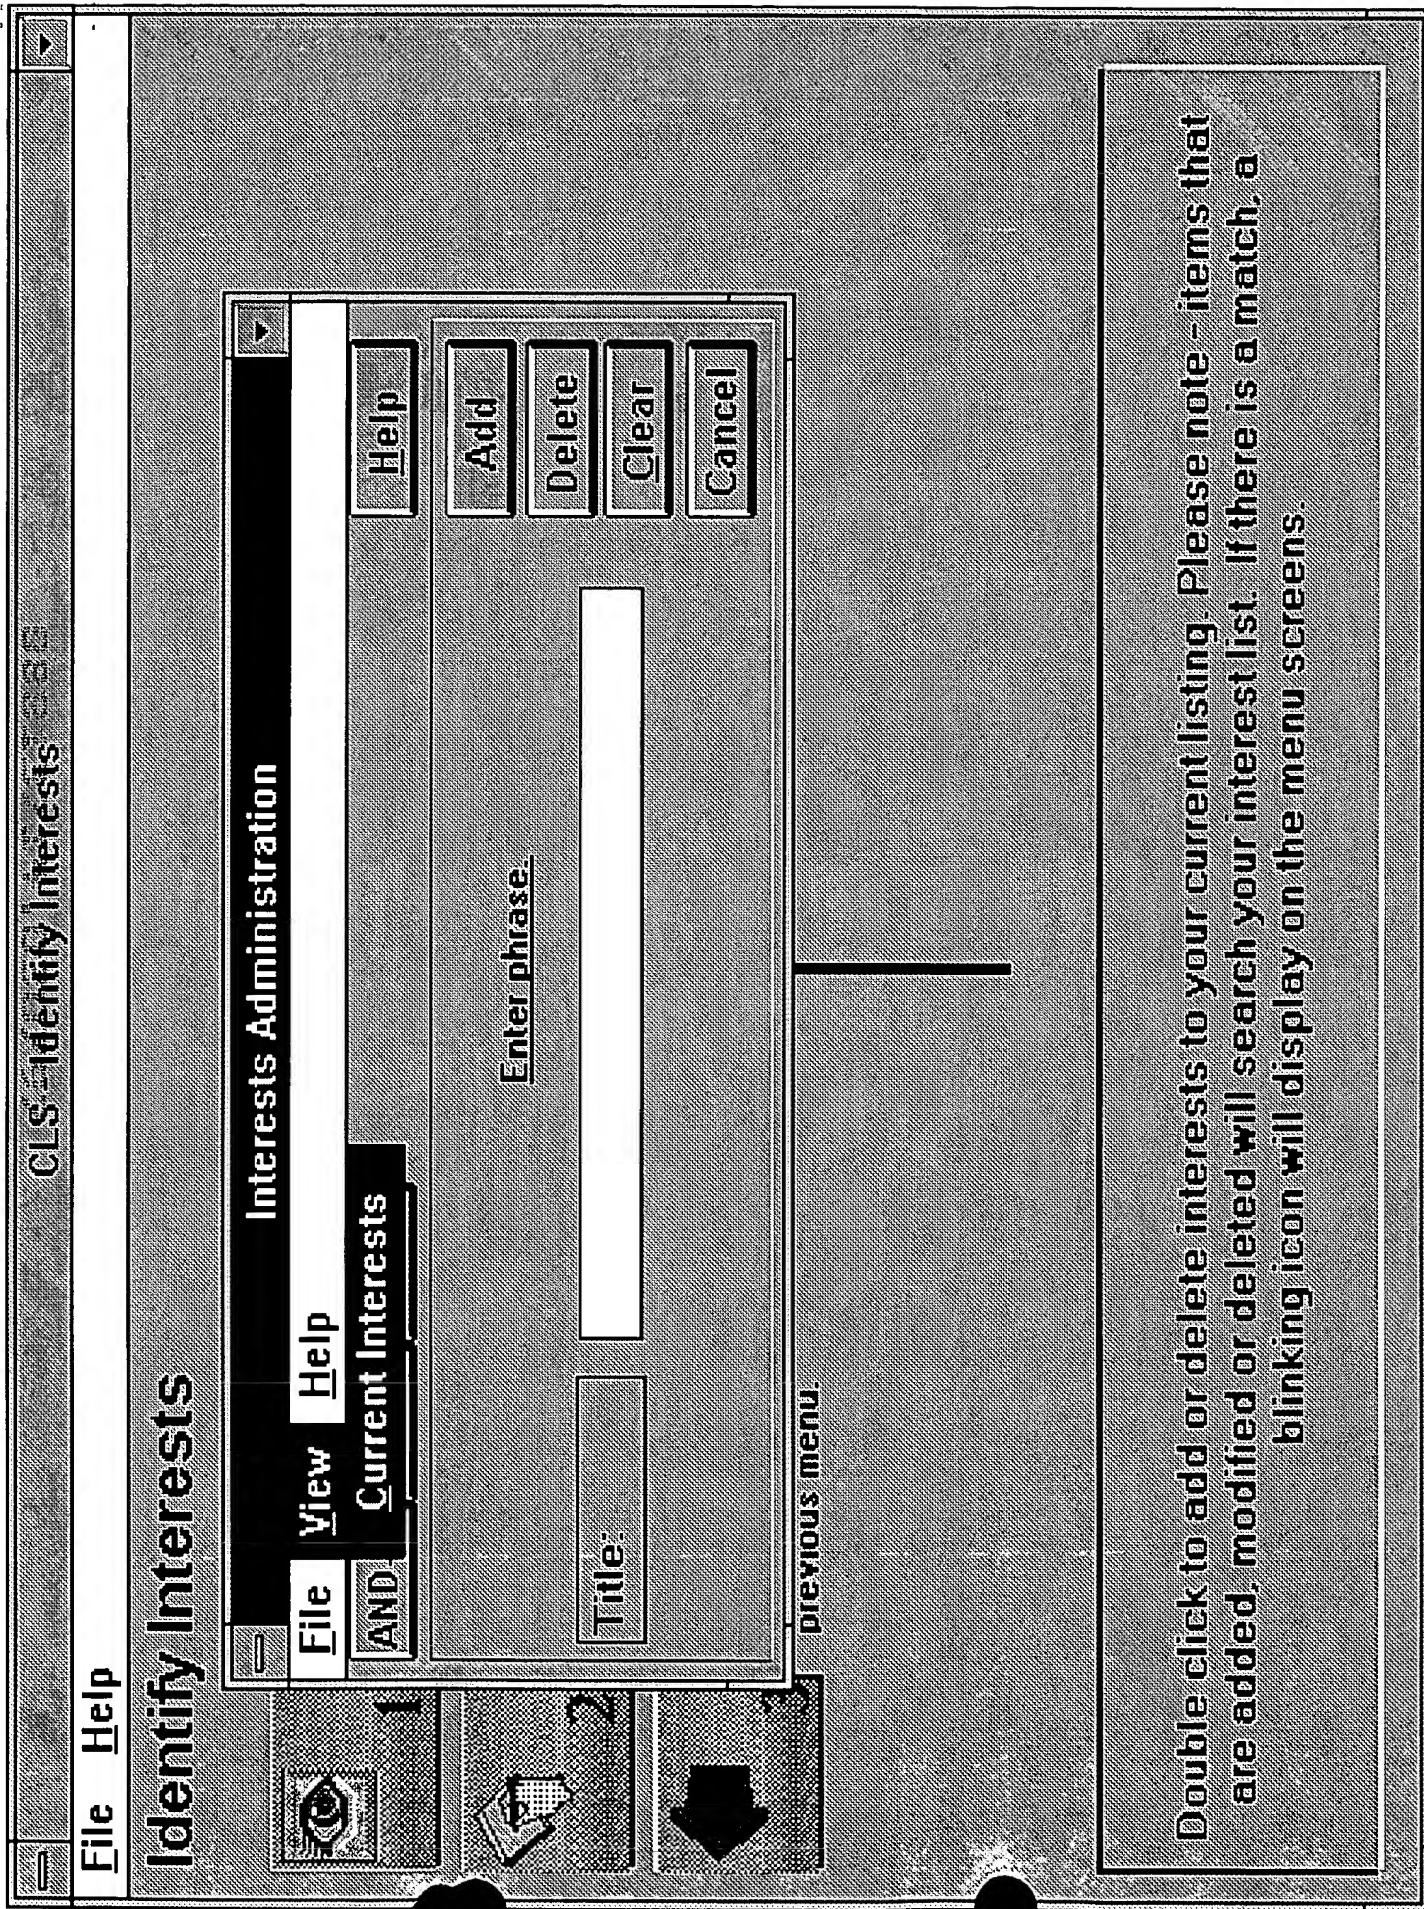 CLS - Identify Interests
File Help
Identify Interests
Interests Administration
File View Help
AND
Current Interests
Help
Enter phrase.
Title:
Add
Delete
Clear
Cancel
1
2
3
previous menu.
Double click to add or delete interests to your current listing. Please note - items that
are added, modified or deleted will search your interest list. If there is a match, a
blinking icon will display on the menu screens.